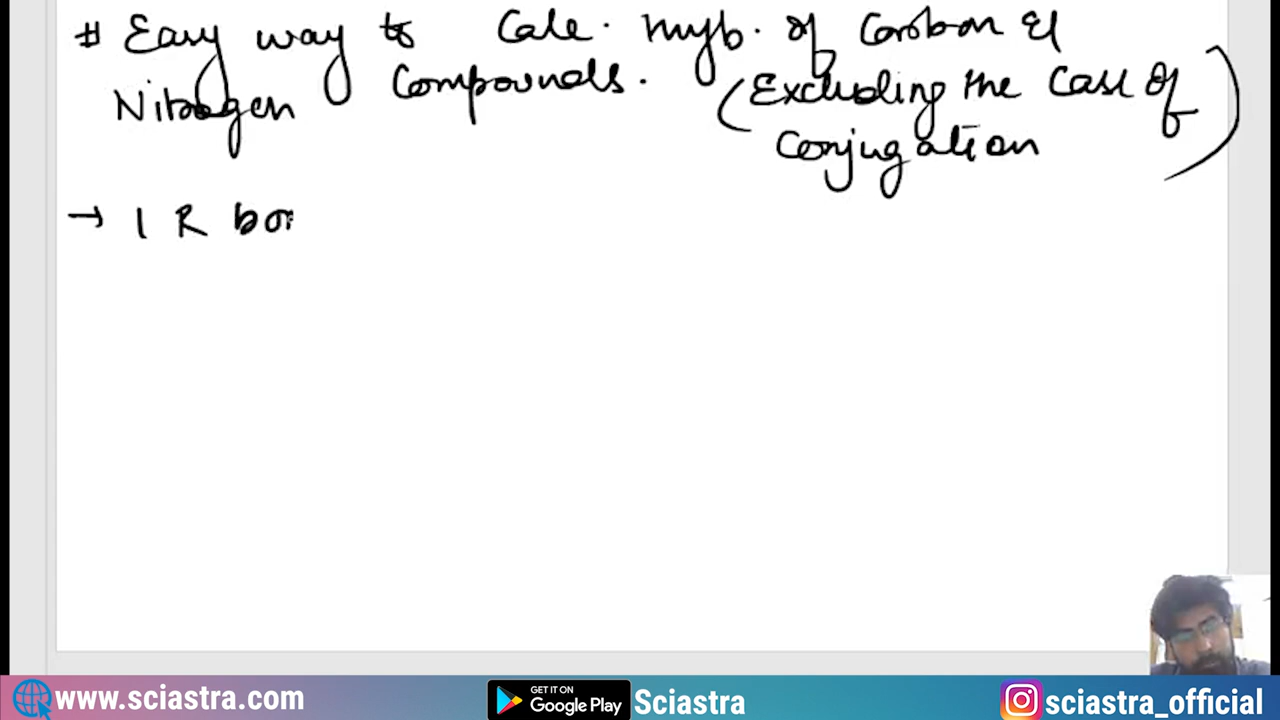 # Easy way to Calc. Hyb. of Carbon &
Nitrogen Compounds. (Excluding the Case of
Conjugation)
→ 1 R bo
www.sciastra.com
GET IT ON
Google Play
Sciastra
sciastra_official